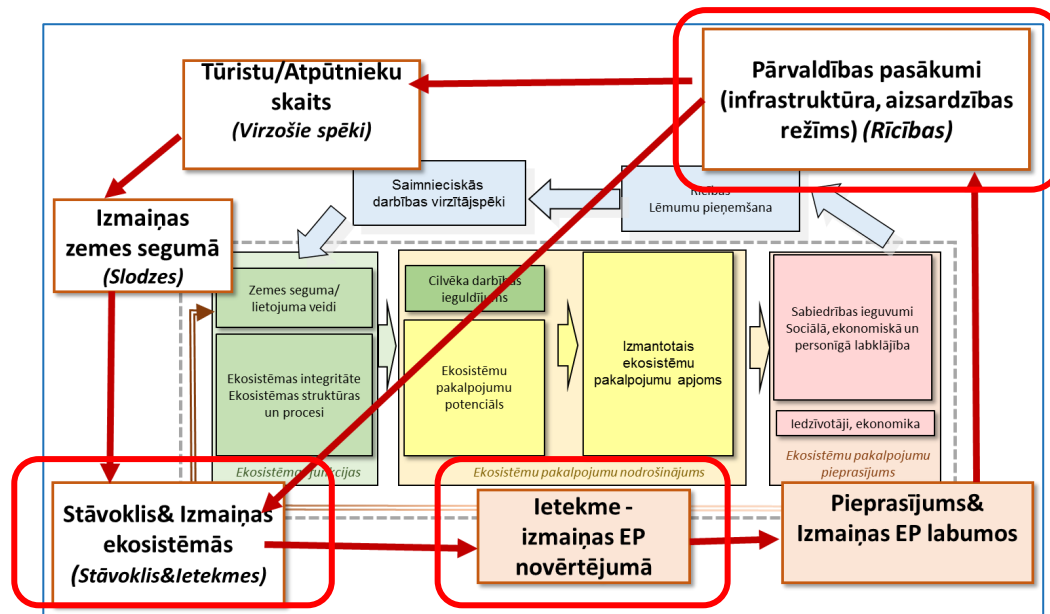 Tūristu/Atpūtnieku
skaits
(Virzošie spēki)
Pārvaldības pasākumi
(infrastruktūra, aizsardzības
režīms) (Rīcības)
Saimnieciskās
darbības virzītājspēki
Rīcības
Lēmumu pieņemšana
Izmaiņas
zemes segumā
(Slodzes)
Zemes seguma/
lietojuma veidi
Ekosistēmas integritāte
Ekosistēmas struktūras
un procesi
Ekosistēmas funkcijas
Cilvēka darbības
ieguldījums
Ekosistēmu
pakalpojumu
potenciāls
Izmantotais
ekosistēmu
pakalpojumu apjoms
Ekosistēmu pakalpojumu nodrošinājums
Sabiedrības ieguvumi
Sociālā, ekonomiskā un
personīgā labklājība
Iedzīvotāji, ekonomika
Ekosistēmu pakalpojumu
pieprasījums
Stāvoklis& Izmaiņas
ekosistēmās
(Stāvoklis&Ietekmes)
Ietekme -
izmaiņas EP
novērtējumā
Pieprasījums&
Izmaiņas EP labumos